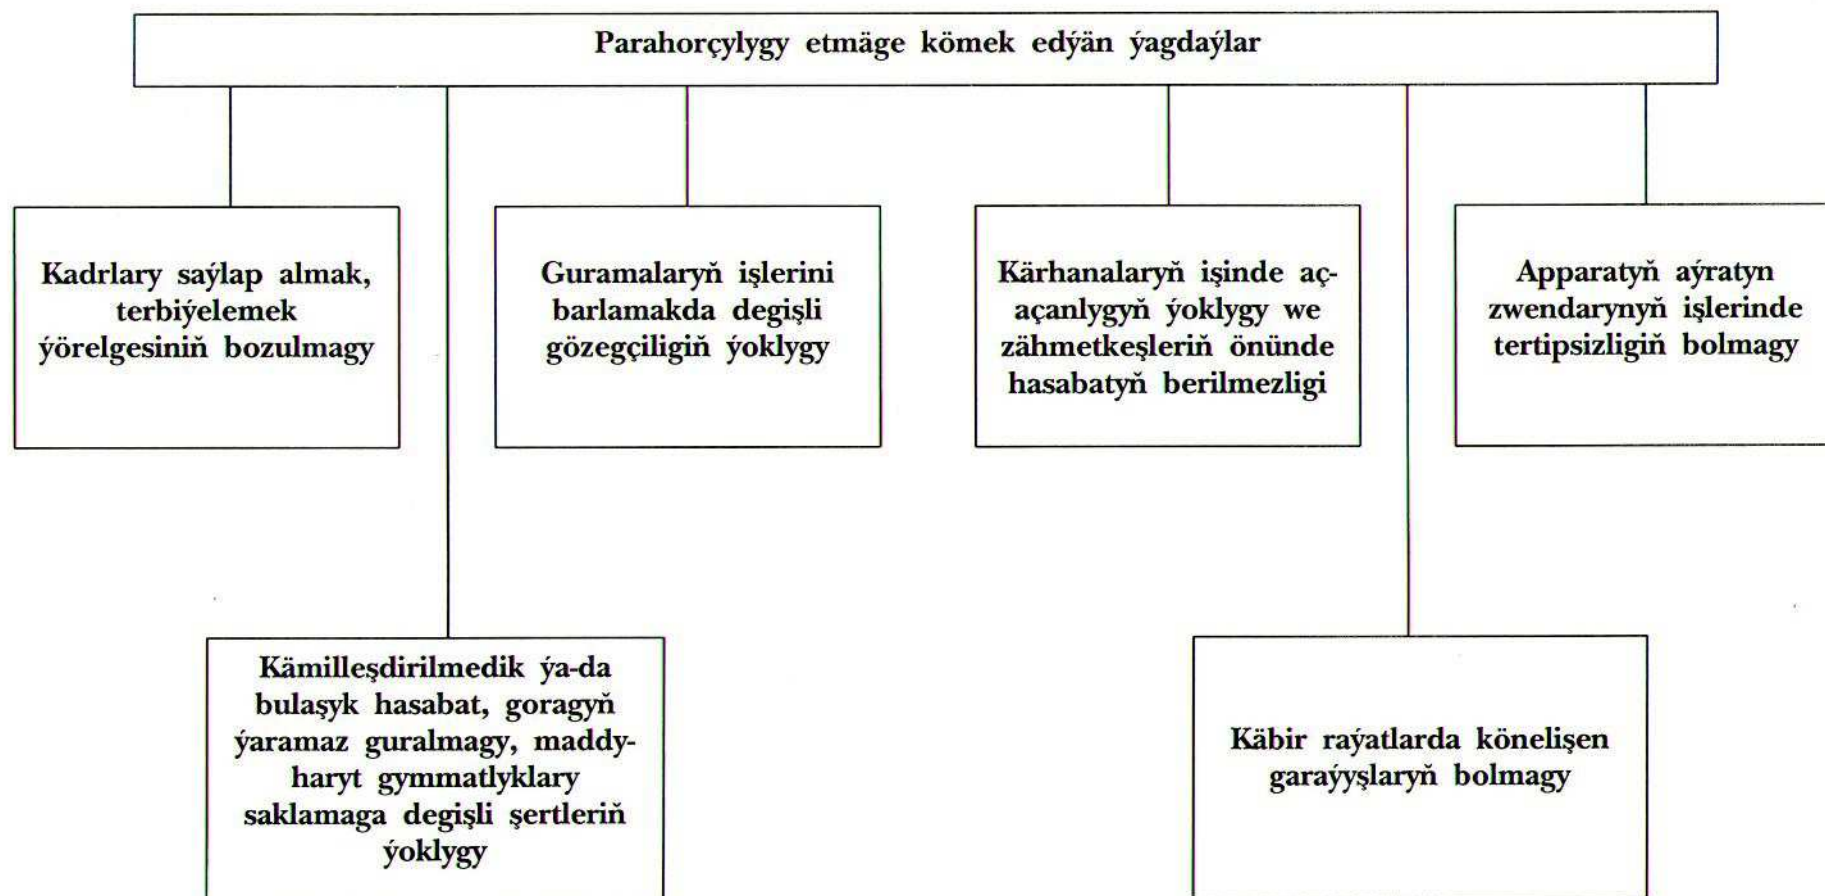 Parahorçylygy etmäge kömek edýän ýagdaýlar
Kadrlary saýlap almak,
terbiýelemek
ýörelgesiniň bozulmagy
Guramalaryň işlerini
barlamakda degişli
gözegçiligiň ýoklygy
Kärhanalaryň işinde aç-
açanlygyň ýoklygy we
zähmetkeşleriň önünde
hasabatyň berilmezligi
Apparatyň aýratyn
zwendarynyň işlerinde
tertipsizligiň bolmagy
Kämilleşdirilmedik ýa-da
bulaşyk hasabat, goragyň
ýaramaz guralmagy, maddy-
haryt gymmatlyklary
saklamaga degişli şertleriň
ýoklygy
Käbir raýatlarda könelişen
garaýyşlaryň bolmagy